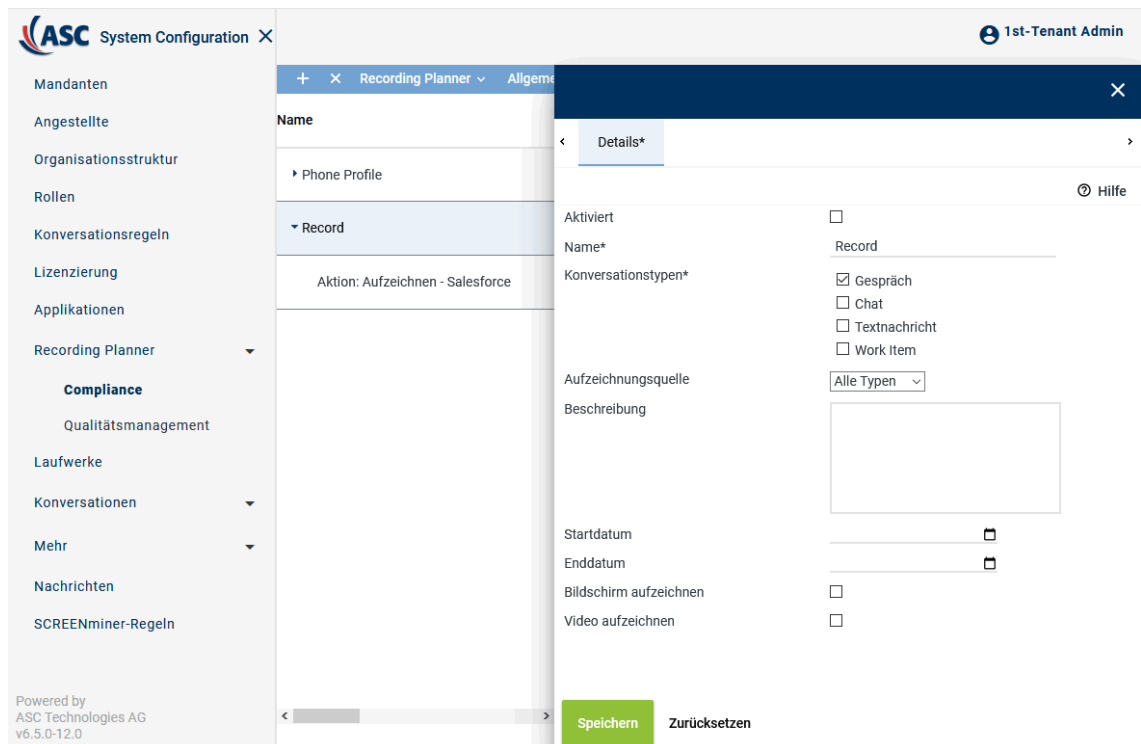 ASC System Configuration
1st-Tenant Admin
Mandanten
Angestellte
Organisationsstruktur
Rollen
Konversationsregeln
Lizenzierung
Applikationen
Recording Planner
Compliance
Qualitätsmanagement
Laufwerke
Konversationen
Mehr
Nachrichten
SCREENminer-Regeln
Powered by
ASC Technologies AG
v6.5.0-12.0
Recording Planner Allgeme
Name
Phone Profile
Record
Aktion: Aufzeichnen - Salesforce
Details*
Hilfe
Aktiviert
Name* Record
Konversationstypen* Gespräch
Chat
Textnachricht
Work Item
Aufzeichnungsquelle Alle Typen
Beschreibung
Startdatum
Enddatum
Bildschirm aufzeichnen
Video aufzeichnen
Speichern Zurücksetzen